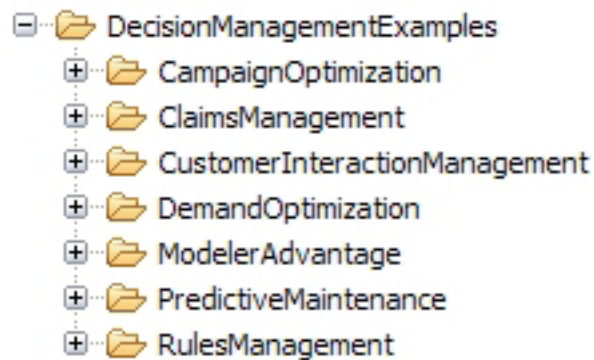 DecisionManagementExamples
CampaignOptimization
ClaimsManagement
CustomerInteractionManagement
DemandOptimization
ModelerAdvantage
PredictiveMaintenance
RulesManagement